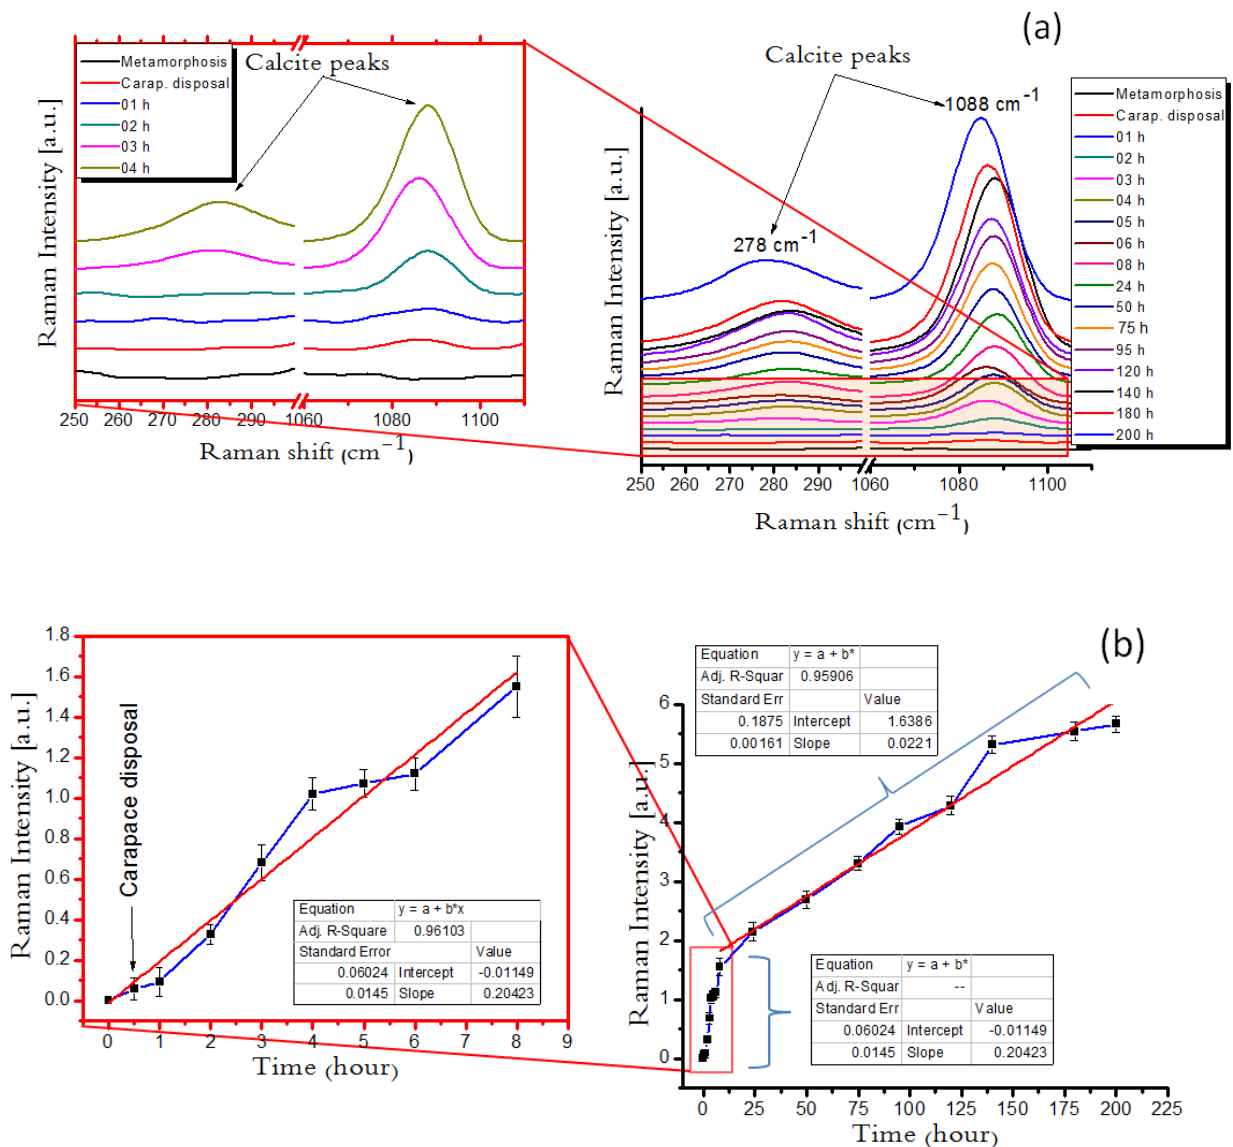 (a)
Metamorphosis
Carap. disposal
01 h
02 h
03 h
04 h
Calcite peaks
Raman Intensity [a.u.]
250 260 270 280 290 1060 1080 1100
Raman shift (cm⁻¹)
Calcite peaks
1088 cm⁻¹
278 cm⁻¹
Metamorphosis
Carap. disposal
01 h
02 h
03 h
04 h
05 h
06 h
08 h
24 h
50 h
75 h
95 h
120 h
140 h
180 h
200 h
Raman Intensity [a.u.]
250 260 270 280 290 1060 1080 1100
Raman shift (cm⁻¹)
1.8
1.6
1.4
1.2
1.0
0.8
0.6
0.4
0.2
0.0
Raman Intensity [a.u.]
Carapace disposal
Equation y = a + b*x
Adj. R-Square 0.96103
Standard Error Value
0.06024 Intercept -0.01149
0.0145 Slope 0.20423
0 1 2 3 4 5 6 7 8 9
Time (hour)
(b)
Equation y = a + b*
Adj. R-Squar 0.95906
Standard Err Value
0.1875 Intercept 1.6386
0.00161 Slope 0.0221
6
5
4
3
2
1
0
Raman Intensity [a.u.]
Equation y = a + b*
Adj. R-Squar --
Standard Err Value
0.06024 Intercept -0.01149
0.0145 Slope 0.20423
0 25 50 75 100 125 150 175 200 225
Time (hour)